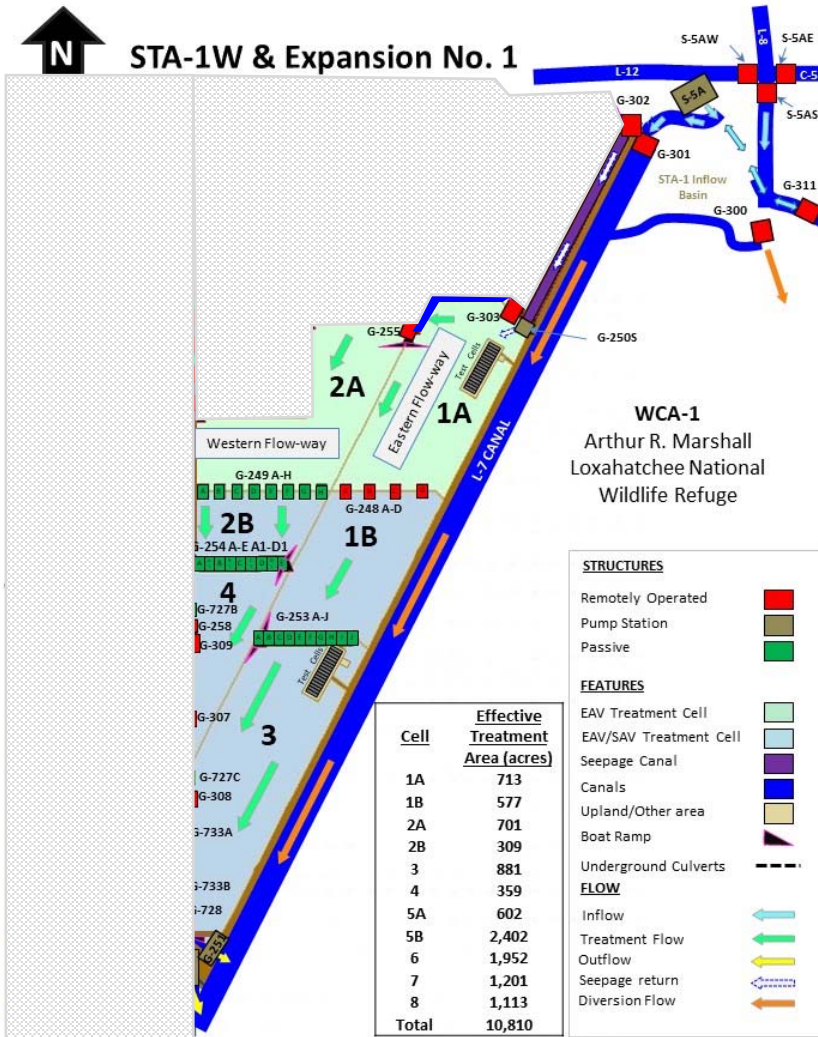 N
STA-1W & Expansion No. 1
S-5AW
L-8
S-5AE
L-12
C-5
S-5A
S-5AS
G-302
G-301
STA-1 Inflow
Basin
G-311
G-300
G-303
G-255
G-250S
2A
Test Cells
Eastern Flow-way
1A
WCA-1
Arthur R. Marshall
Loxahatchee National
Wildlife Refuge
Western Flow-way
L-7 CANAL
G-249 A-H
A B C D E F G H
G-248 A-D
2B
1B
G-254 A-E A1-D1
4
G-727B
G-258
G-309
G-253 A-J
A B C D E F G H I J
Test Cells
G-307
3
G-727C
G-308
G-733A
G-733B
G-728
G-251
Cell Effective Treatment Area (acres)
1A 713
1B 577
2A 701
2B 309
3 881
4 359
5A 602
5B 2,402
6 1,952
7 1,201
8 1,113
Total 10,810
STRUCTURES
Remotely Operated
Pump Station
Passive
FEATURES
EAV Treatment Cell
EAV/SAV Treatment Cell
Seepage Canal
Canals
Upland/Other area
Boat Ramp
Underground Culverts
FLOW
Inflow
Treatment Flow
Outflow
Seepage return
Diversion Flow